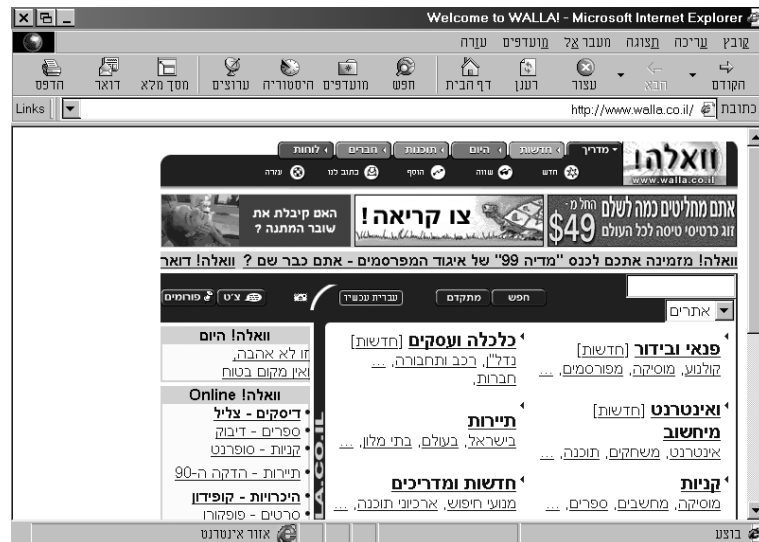 Welcome to WALLA! - Microsoft Internet Explorer
קובץ עריכה תצוגה מעבר אל מועדפים עזרה
הקודם הבא עצור רענן דף הבית חפש מועדפים היסטוריה ערוצים מסך מלא דואר הדפס
כתובת http://www.walla.co.il/ Links
וואלה!
www.walla.co.il
מדריך חדשות היום תוכנות חברים לוחות
חדש שווה הוסף כתוב לנו עזרה
אתם מחליטים כמה לשלם החל מ-
זוג כרטיסי טיסה לכל העולם $49
צו קריאה!
האם קיבלת את
שובר המתנה ?
וואלה! מזמינה אתכם לכנס "מדיה 99" של איגוד המפרסמים - אתם כבר שם ? וואלה! דואר
חפש מתקדם עברית עכשיו צ'ט פורומים
אתרים
פנאי ובידור [חדשות]
קולנוע, מוסיקה, מפורסמים, ...
ואינטרנט [חדשות]
מיחשוב
אינטרנט, משחקים, תוכנה, ...
קניות
מוסיקה, מחשבים, ספרים, ...
כלכלה ועסקים [חדשות]
נדל"ן, רכב ותחבורה, ...
חברות,
תיירות
בישראל, בעולם, בתי מלון, ...
חדשות ומדריכים
מנועי חיפוש, ארכיוני תוכנה, ...
LA.CO.IL
וואלה! היום
זו לא אהבה,
ואין מקום בטוח
וואלה! Online
דיסקים - צליל
ספרים - דיבוק
קניות - סופרנט
תיירות - הדקה ה-90
היכרויות - קופידון
סרטים - פופקורן
בוצע אזור אינטרנט